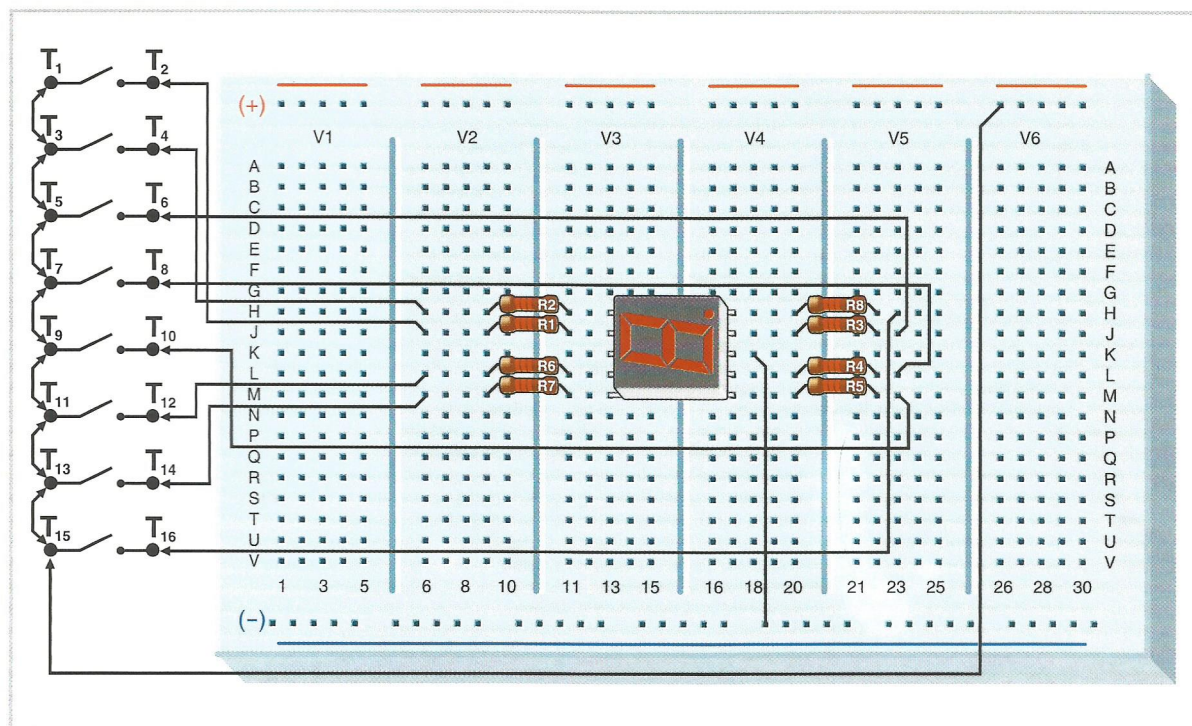 T1 T2
(+)
V1 V2 V3 V4 V5 V6
T3 T4
A A
B B
C C
T5 T6
D D
E E
F F
T7 T8
G G
H R2 R8 H
J R1 R3 J
T9 T10
K K
L R6 R4 L
M R7 R5 M
T11 T12
N N
P P
Q Q
T13 T14
R R
S S
T T
T15 T16
U U
V V
1 3 5 6 8 10 11 13 15 16 18 20 21 23 25 26 28 30
(−)